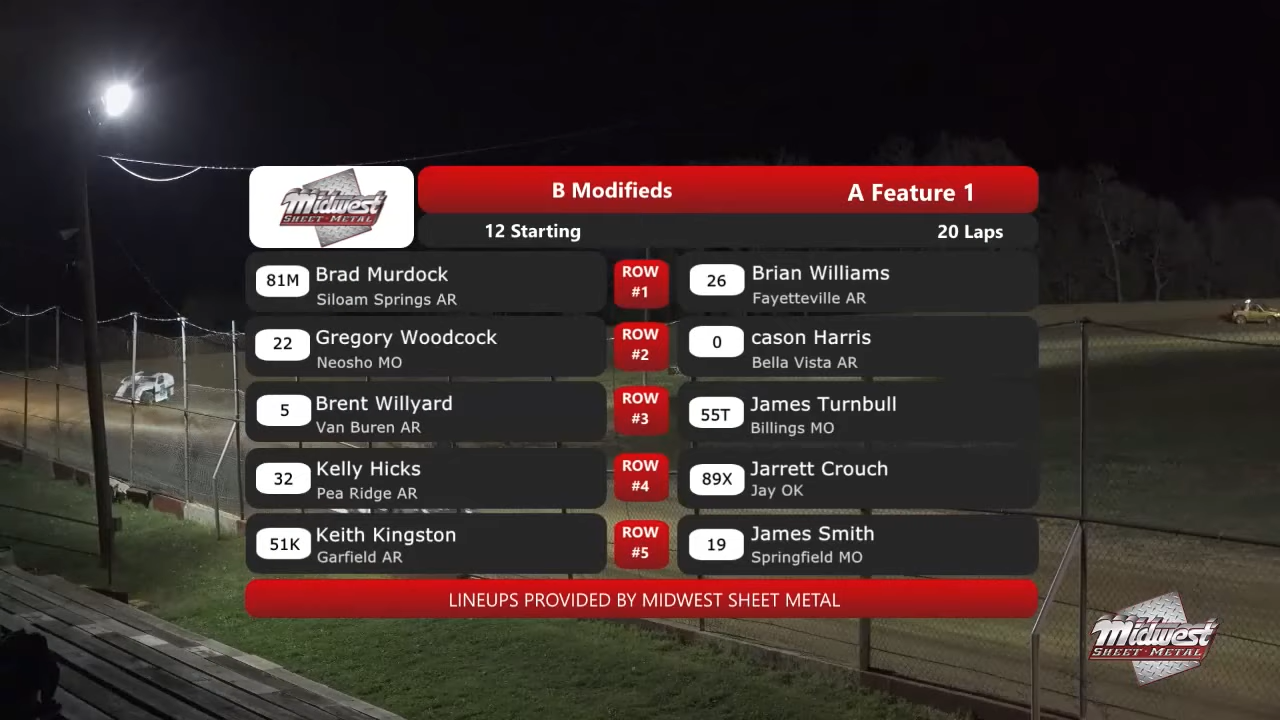 Midwest
SHEET-METAL
B Modifieds
A Feature 1
12 Starting
20 Laps
81M
Brad Murdock
Siloam Springs AR
ROW
#1
26
Brian Williams
Fayetteville AR
22
Gregory Woodcock
Neosho MO
ROW
#2
0
cason Harris
Bella Vista AR
5
Brent Willyard
Van Buren AR
ROW
#3
55T
James Turnbull
Billings MO
32
Kelly Hicks
Pea Ridge AR
ROW
#4
89X
Jarrett Crouch
Jay OK
51K
Keith Kingston
Garfield AR
ROW
#5
19
James Smith
Springfield MO
LINEUPS PROVIDED BY MIDWEST SHEET METAL
Midwest
SHEET-METAL